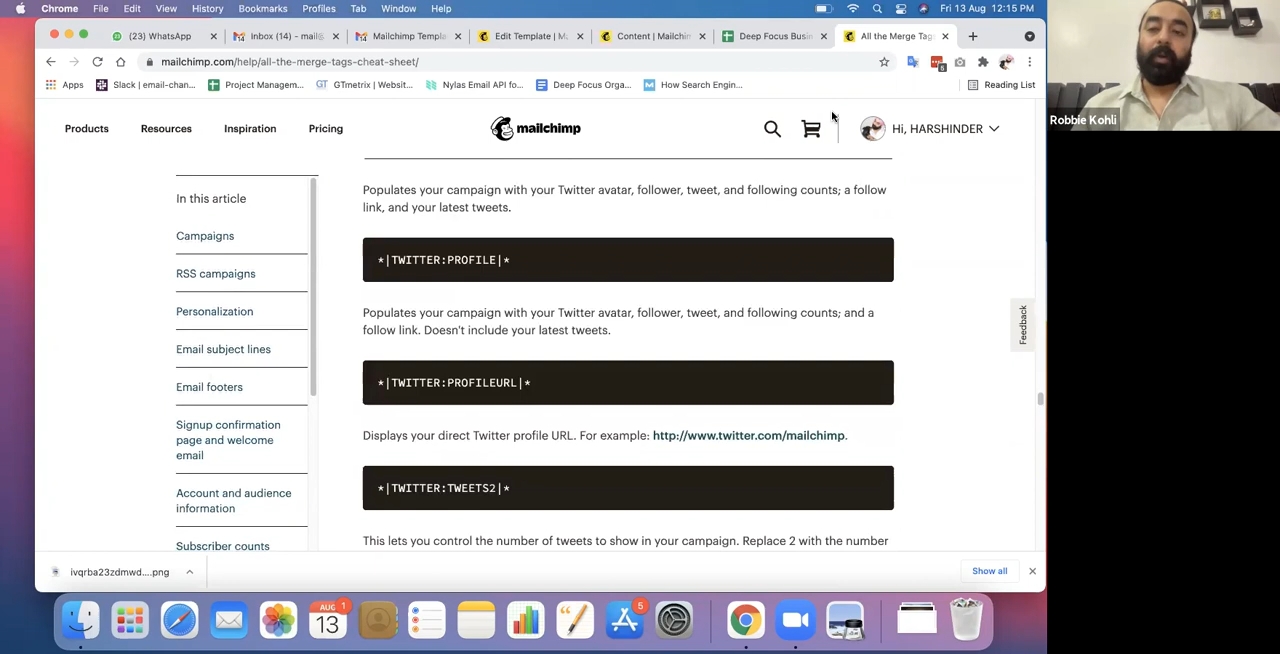 Chrome File Edit View History Bookmarks Profiles Tab Window Help Fri 13 Aug 12:15 PM
(23) WhatsApp Inbox (14) - mail@ Mailchimp Templa Edit Template | M Content | Mailchim Deep Focus Busin All the Merge Tags
mailchimp.com/help/all-the-merge-tags-cheat-sheet/
Apps Slack | email-chan... Project Managem... GT GTmetrix | Websit... Nylas Email API fo... Deep Focus Orga... M How Search Engin... Reading List
Products Resources Inspiration Pricing mailchimp Hi, HARSHINDER
Robbie Kohli
In this article
Campaigns
RSS campaigns
Personalization
Email subject lines
Email footers
Signup confirmation
page and welcome
email
Account and audience
information
Subscriber counts
Populates your campaign with your Twitter avatar, follower, tweet, and following counts; a follow
link, and your latest tweets.
*|TWITTER:PROFILE|*
Populates your campaign with your Twitter avatar, follower, tweet, and following counts; and a
follow link. Doesn't include your latest tweets.
*|TWITTER:PROFILEURL|*
Displays your direct Twitter profile URL. For example: http://www.twitter.com/mailchimp.
*|TWITTER:TWEETS2|*
This lets you control the number of tweets to show in your campaign. Replace 2 with the number
Feedback
ivqrba23zdmwd....png Show all
AUG 1
13
5